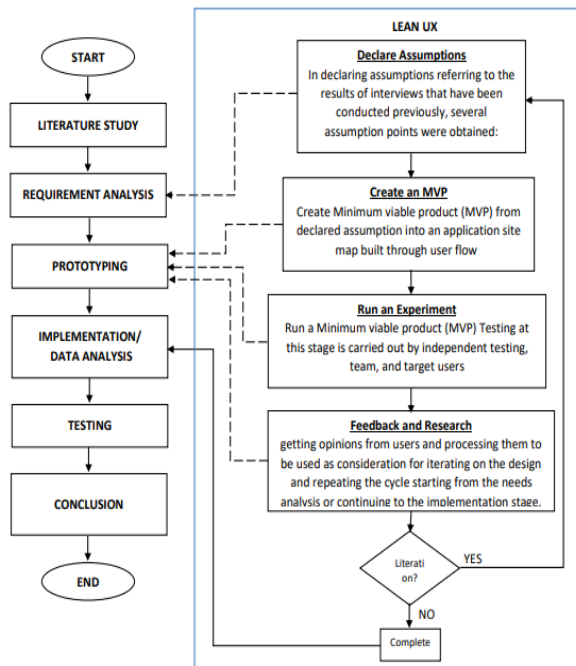 START
LITERATURE STUDY
REQUIREMENT ANALYSIS
PROTOTYPING
IMPLEMENTATION/
DATA ANALYSIS
TESTING
CONCLUSION
END
LEAN UX
Declare Assumptions
In declaring assumptions referring to the
results of interviews that have been
conducted previously, several
assumption points were obtained:
Create an MVP
Create Minimum viable product (MVP) from
declared assumption into an application site
map built through user flow
Run an Experiment
Run a Minimum viable product (MVP) Testing at
this stage is carried out by independent testing,
team, and target users
Feedback and Research
getting opinions from users and processing them to
be used as consideration for iterating on the design
and repeating the cycle starting from the needs
analysis or continuing to the implementation stage.
Literati
on?
YES
NO
Complete